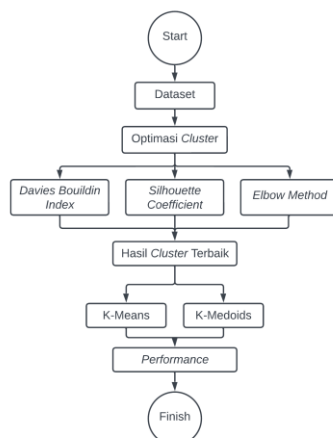 Start
Dataset
Optimasi Cluster
Davies Bouildin
Index
Silhouette
Coefficient
Elbow Method
Hasil Cluster Terbaik
K-Means
K-Medoids
Performance
Finish